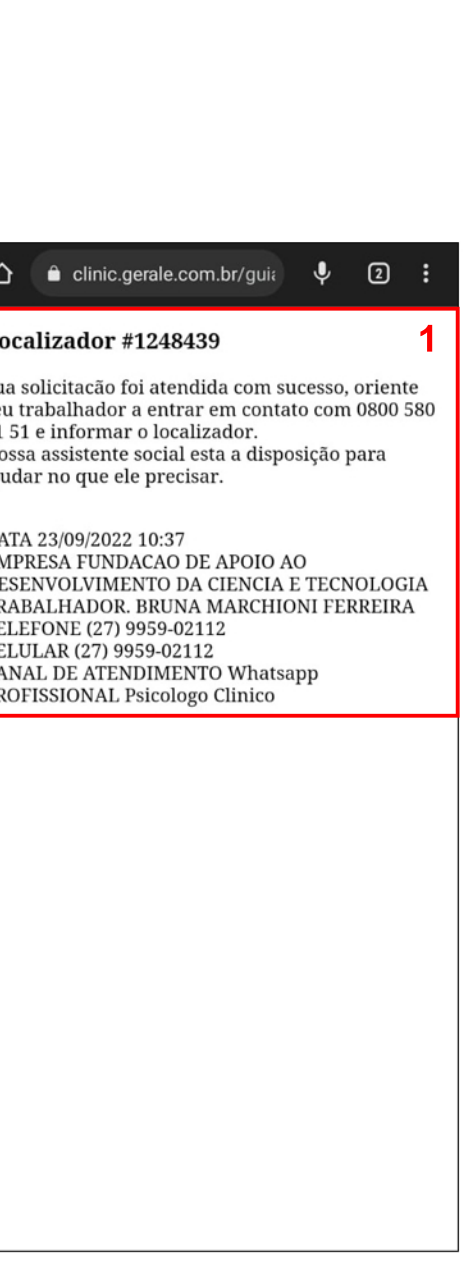 clinic.gerale.com.br/guia
2
1
ocalizador #1248439
ua solicitacão foi atendida com sucesso, oriente
eu trabalhador a entrar em contato com 0800 580
1 51 e informar o localizador.
ossa assistente social esta a disposição para
udar no que ele precisar.
ATA 23/09/2022 10:37
MPRESA FUNDACAO DE APOIO AO
ESENVOLVIMENTO DA CIENCIA E TECNOLOGIA
RABALHADOR. BRUNA MARCHIONI FERREIRA
ELEFONE (27) 9959-02112
ELULAR (27) 9959-02112
ANAL DE ATENDIMENTO Whatsapp
ROFISSIONAL Psicologo Clinico